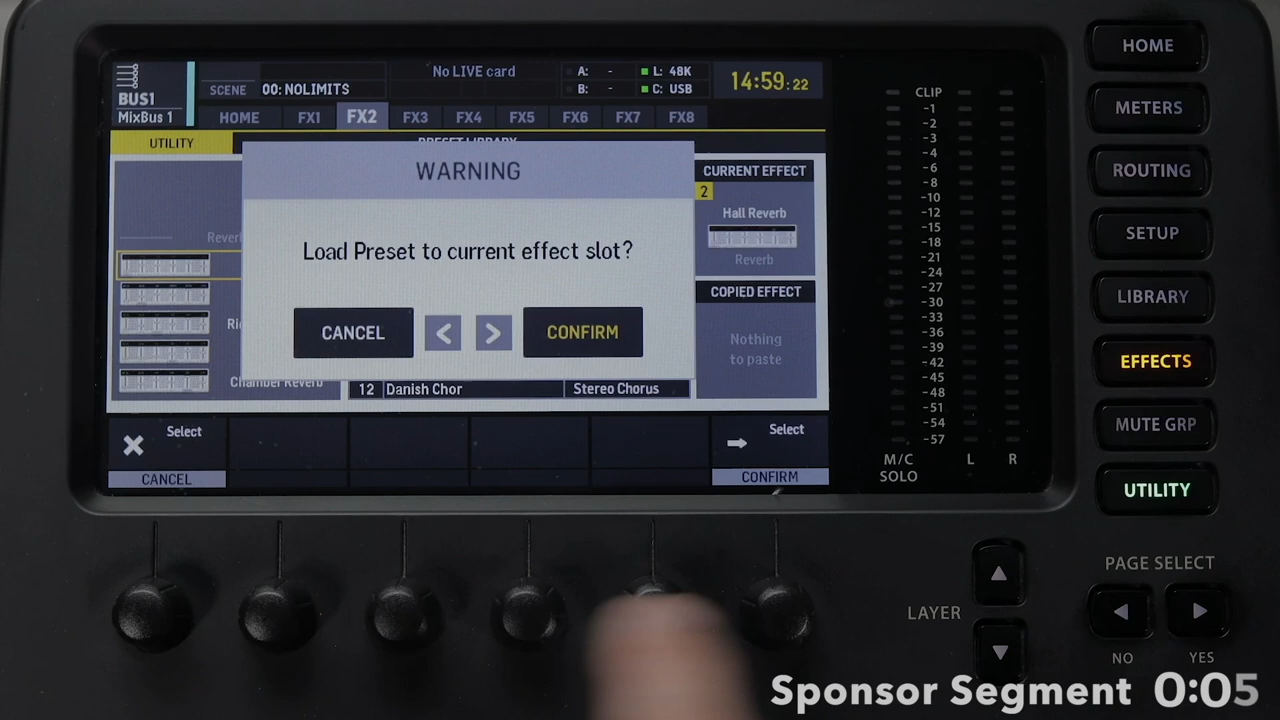 BUS1
MixBus 1
SCENE 00: NOLIMITS
No LIVE card
A: - L: 48K
B: - C: USB
14:59:22
HOME FX1 FX2 FX3 FX4 FX5 FX6 FX7 FX8
UTILITY
PRESET LIBRARY
WARNING
Load Preset to current effect slot?
CANCEL < > CONFIRM
Chamber Reverb
12 Danish Chor Stereo Chorus
CURRENT EFFECT
2
Hall Reverb
Reverb
COPIED EFFECT
Nothing
to paste
Select
CANCEL
Select
CONFIRM
CLIP
-1
-2
-3
-4
-6
-8
-10
-12
-15
-18
-21
-24
-27
-30
-33
-36
-39
-42
-45
-48
-51
-54
-57
M/C
SOLO
L R
HOME
METERS
ROUTING
SETUP
LIBRARY
EFFECTS
MUTE GRP
UTILITY
PAGE SELECT
LAYER
NO YES
Sponsor Segment 0:05